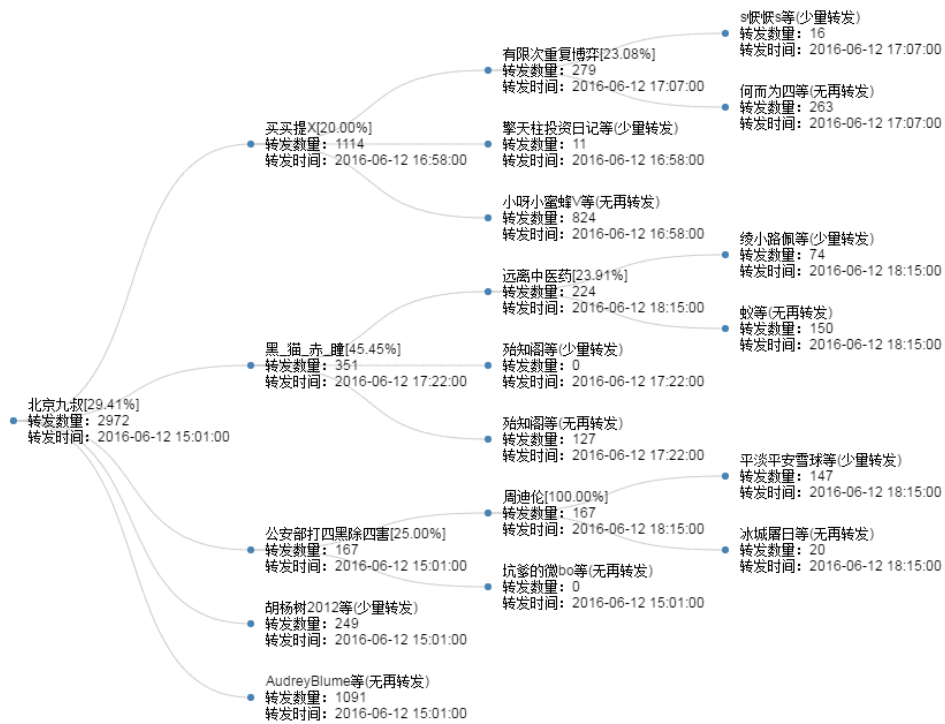 北京九叔[29.41%]
转发数量：2972
转发时间：2016-06-12 15:01:00
买买提X[20.00%]
转发数量：1114
转发时间：2016-06-12 16:58:00
有限次重复博弈[23.08%]
转发数量：279
转发时间：2016-06-12 17:07:00
s恹恹s等(少量转发)
转发数量：16
转发时间：2016-06-12 17:07:00
何而为四等(无再转发)
转发数量：263
转发时间：2016-06-12 17:07:00
擎天柱投资日记等(少量转发)
转发数量：11
转发时间：2016-06-12 16:58:00
小呀小蜜蜂V等(无再转发)
转发数量：824
转发时间：2016-06-12 16:58:00
黑_猫_赤_瞳[45.45%]
转发数量：351
转发时间：2016-06-12 17:22:00
远离中医药[23.91%]
转发数量：224
转发时间：2016-06-12 18:15:00
绫小路佩等(少量转发)
转发数量：74
转发时间：2016-06-12 18:15:00
蚁等(无再转发)
转发数量：150
转发时间：2016-06-12 18:15:00
殆知阁等(少量转发)
转发数量：0
转发时间：2016-06-12 17:22:00
殆知阁等(无再转发)
转发数量：127
转发时间：2016-06-12 17:22:00
公安部打四黑除四害[25.00%]
转发数量：167
转发时间：2016-06-12 15:01:00
周迪伦[100.00%]
转发数量：167
转发时间：2016-06-12 18:15:00
平淡平安雪球等(少量转发)
转发数量：147
转发时间：2016-06-12 18:15:00
冰城屠日等(无再转发)
转发数量：20
转发时间：2016-06-12 18:15:00
坑爹的微bo等(无再转发)
转发数量：0
转发时间：2016-06-12 15:01:00
胡杨树2012等(少量转发)
转发数量：249
转发时间：2016-06-12 15:01:00
AudreyBlume等(无再转发)
转发数量：1091
转发时间：2016-06-12 15:01:00